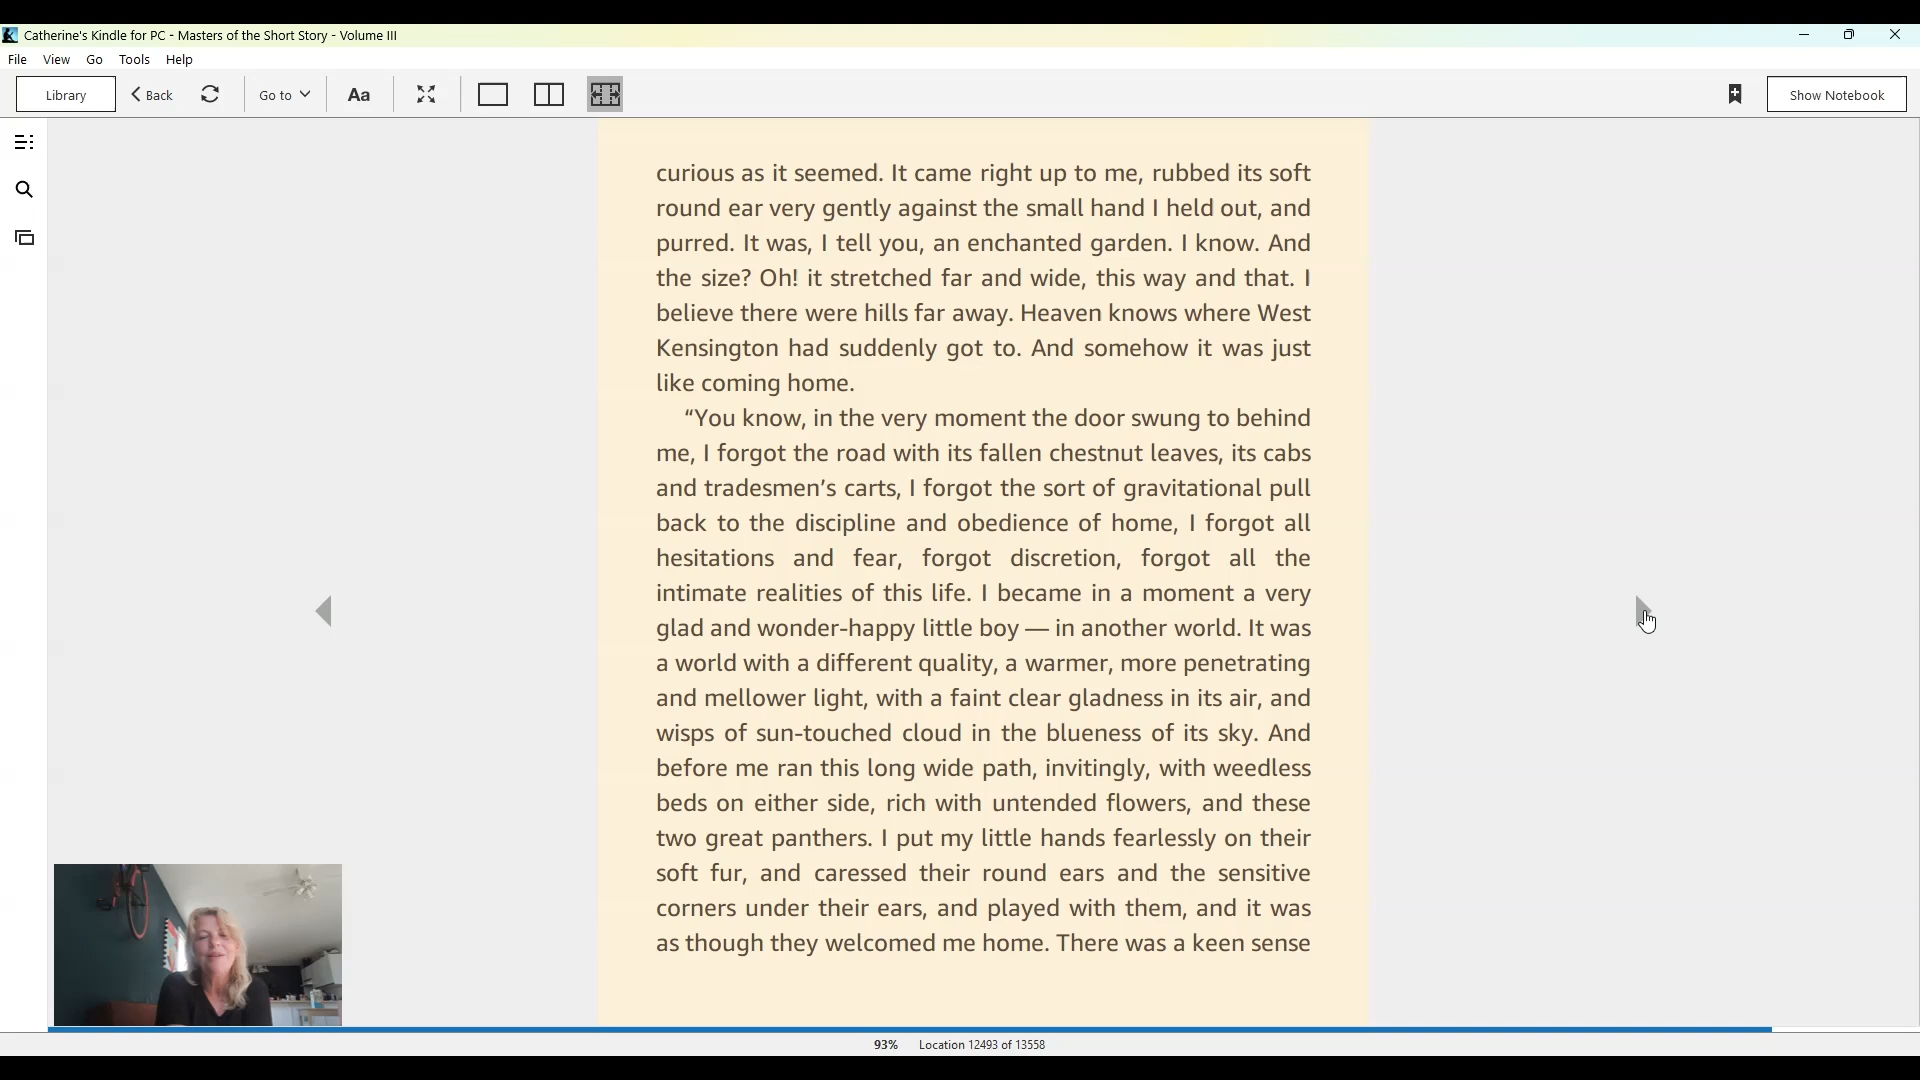 Catherine's Kindle for PC - Masters of the Short Story - Volume III
File View Go Tools Help
Library Back Go to Aa Show Notebook
curious as it seemed. It came right up to me, rubbed its soft
round ear very gently against the small hand I held out, and
purred. It was, I tell you, an enchanted garden. I know. And
the size? Oh! it stretched far and wide, this way and that. I
believe there were hills far away. Heaven knows where West
Kensington had suddenly got to. And somehow it was just
like coming home.
“You know, in the very moment the door swung to behind
me, I forgot the road with its fallen chestnut leaves, its cabs
and tradesmen’s carts, I forgot the sort of gravitational pull
back to the discipline and obedience of home, I forgot all
hesitations and fear, forgot discretion, forgot all the
intimate realities of this life. I became in a moment a very
glad and wonder-happy little boy — in another world. It was
a world with a different quality, a warmer, more penetrating
and mellower light, with a faint clear gladness in its air, and
wisps of sun-touched cloud in the blueness of its sky. And
before me ran this long wide path, invitingly, with weedless
beds on either side, rich with untended flowers, and these
two great panthers. I put my little hands fearlessly on their
soft fur, and caressed their round ears and the sensitive
corners under their ears, and played with them, and it was
as though they welcomed me home. There was a keen sense
93% Location 12493 of 13558